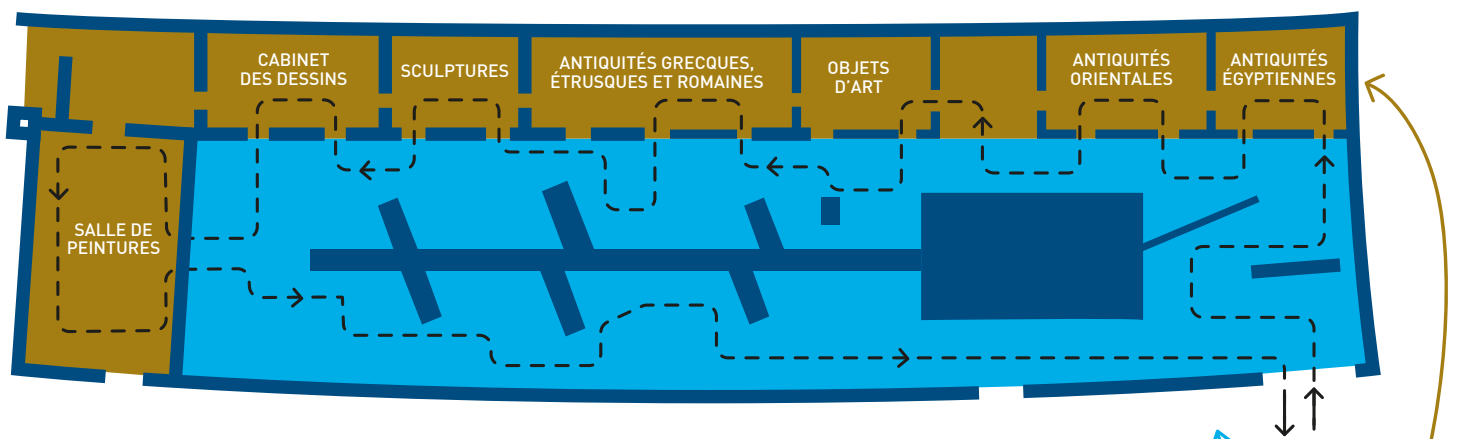 CABINET
DES DESSINS
SCULPTURES
ANTIQUITÉS GRECQUES,
ÉTRUSQUES ET ROMAINES
OBJETS
D’ART
ANTIQUITÉS
ORIENTALES
ANTIQUITÉS
ÉGYPTIENNES
SALLE DE
PEINTURES